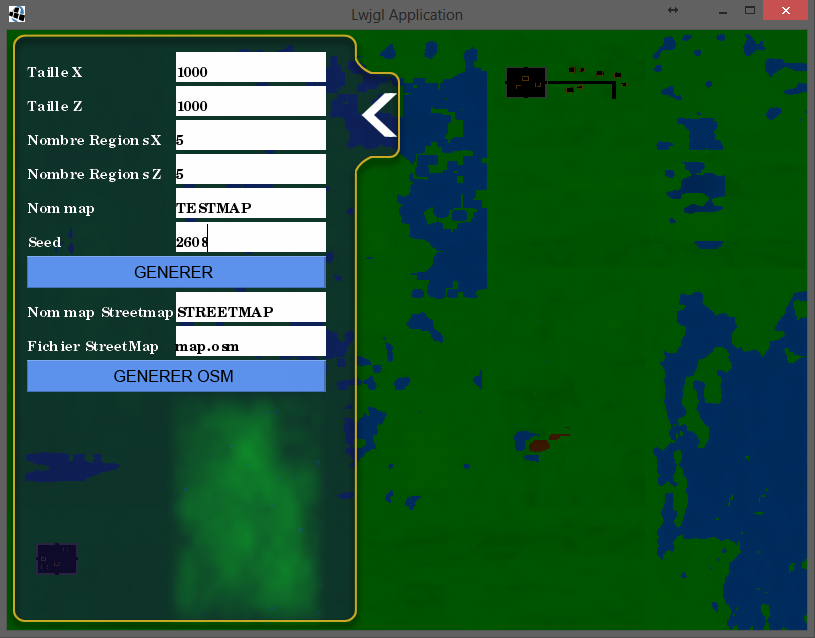 Lwjgl Application
Taille X 1000
Taille Z 1000
Nombre Regions X 5
Nombre Regions Z 5
Nom map TESTMAP
Seed 2608
GENERER
Nom map Streetmap STREETMAP
Fichier StreetMap map.osm
GENERER OSM